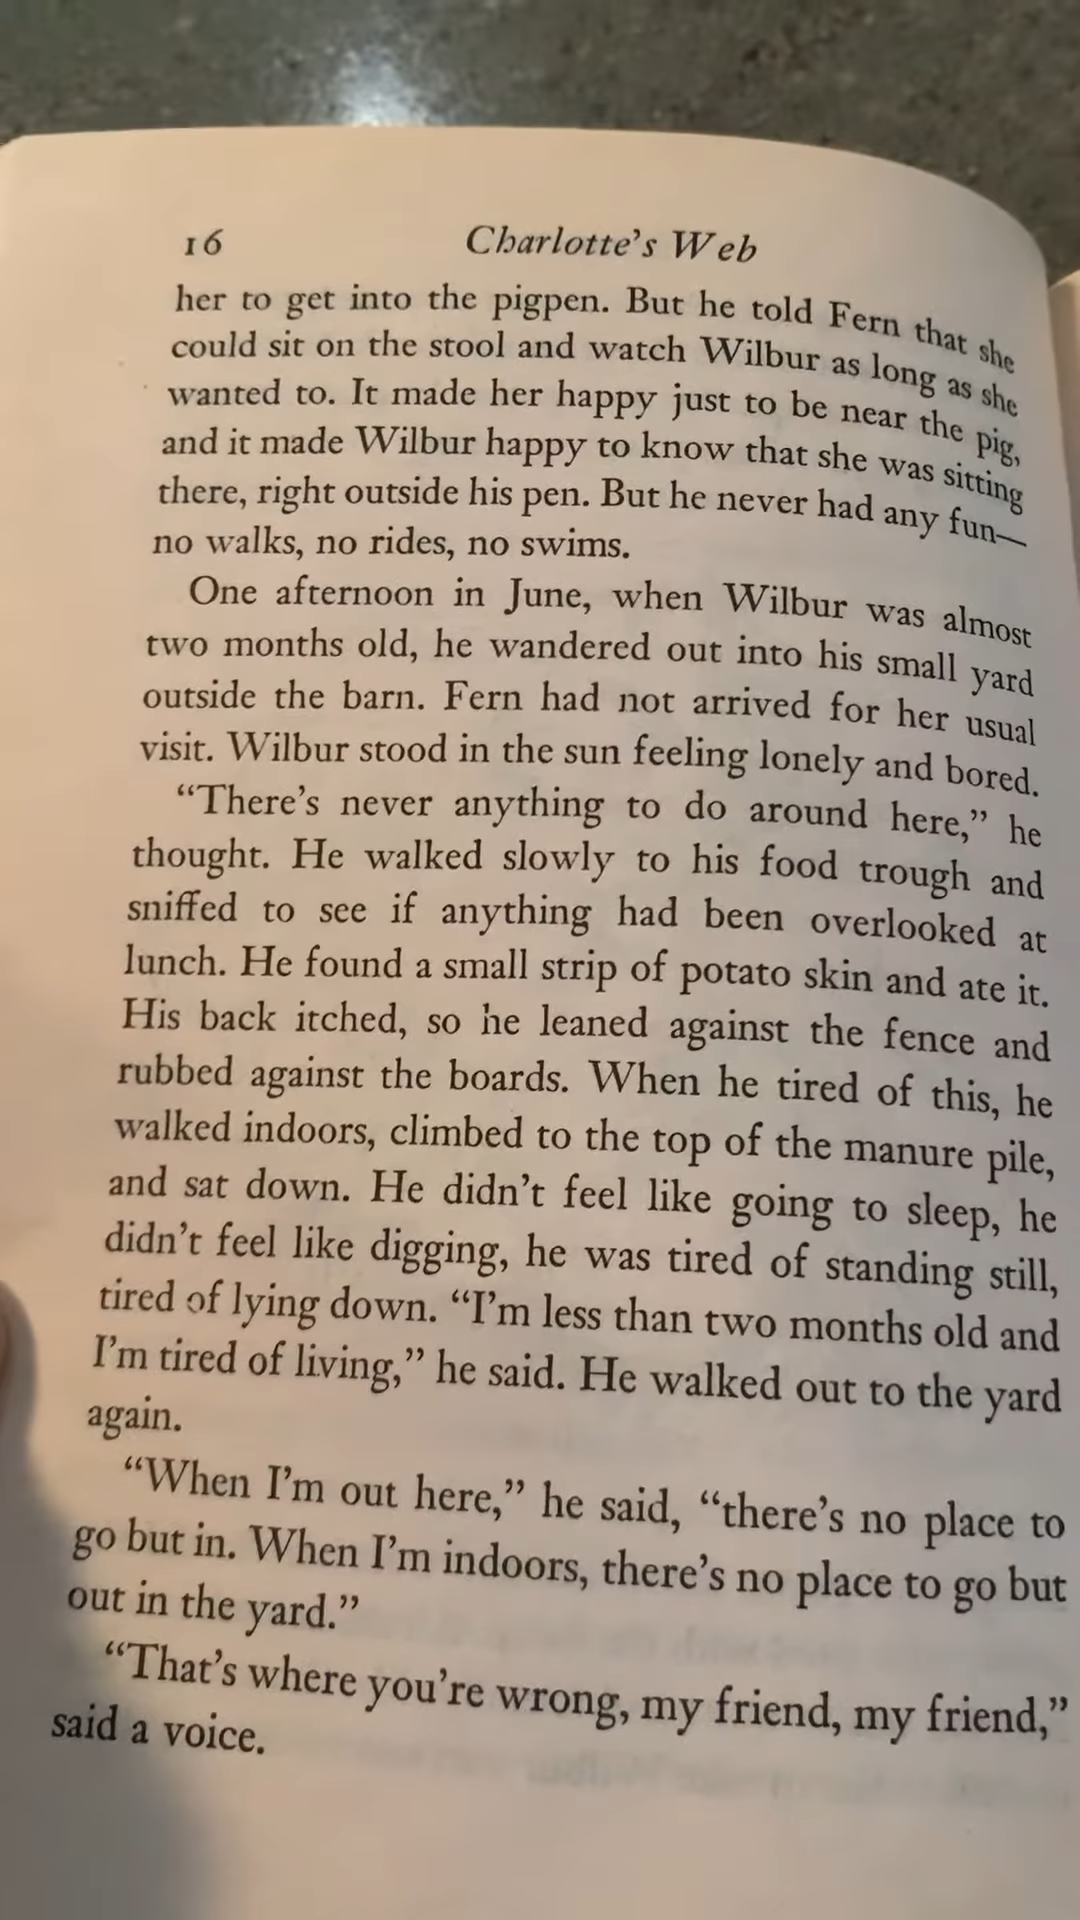 16 Charlotte's Web
her to get into the pigpen. But he told Fern that she
could sit on the stool and watch Wilbur as long as she
wanted to. It made her happy just to be near the pig,
and it made Wilbur happy to know that she was sitting
there, right outside his pen. But he never had any fun—
no walks, no rides, no swims.
One afternoon in June, when Wilbur was almost
two months old, he wandered out into his small yard
outside the barn. Fern had not arrived for her usual
visit. Wilbur stood in the sun feeling lonely and bored.
“There’s never anything to do around here,” he
thought. He walked slowly to his food trough and
sniffed to see if anything had been overlooked at
lunch. He found a small strip of potato skin and ate it.
His back itched, so he leaned against the fence and
rubbed against the boards. When he tired of this, he
walked indoors, climbed to the top of the manure pile,
and sat down. He didn’t feel like going to sleep, he
didn’t feel like digging, he was tired of standing still,
tired of lying down. “I’m less than two months old and
I’m tired of living,” he said. He walked out to the yard
again.
“When I’m out here,” he said, “there’s no place to
go but in. When I’m indoors, there’s no place to go but
out in the yard.”
“That’s where you’re wrong, my friend, my friend,”
said a voice.